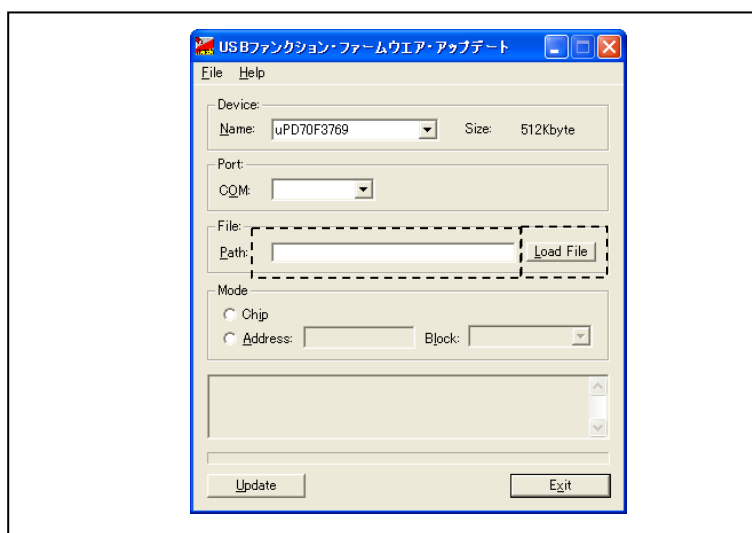 USBファンクション・ファームウエア・アップデート
File Help
Device:
Name: uPD70F3769 Size: 512Kbyte
Port:
COM:
File:
Path: Load File
Mode
Chip
Address: Block:
Update Exit